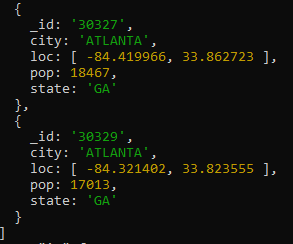 {
_id: '30327',
city: 'ATLANTA',
loc: [ -84.419966, 33.862723 ],
pop: 18467,
state: 'GA'
},
{
_id: '30329',
city: 'ATLANTA',
loc: [ -84.321402, 33.823555 ],
pop: 17013,
state: 'GA'
}
]